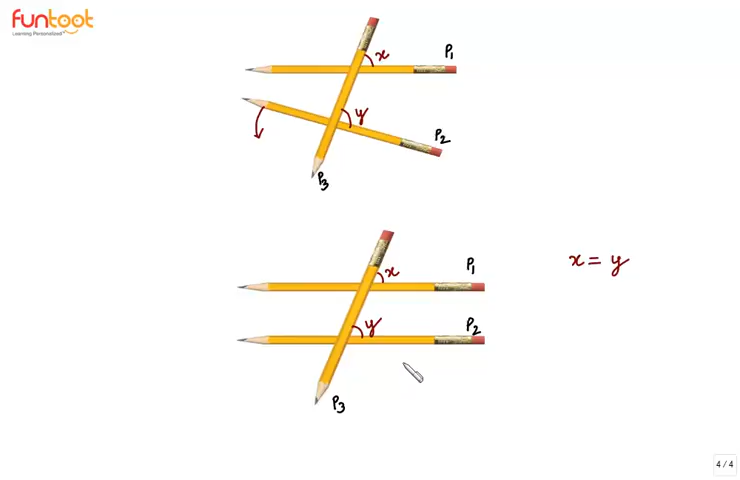 funtoot
Learning Personalized
x
P1
y
P2
P3
x
P1
x = y
y
P2
P3
4 / 4